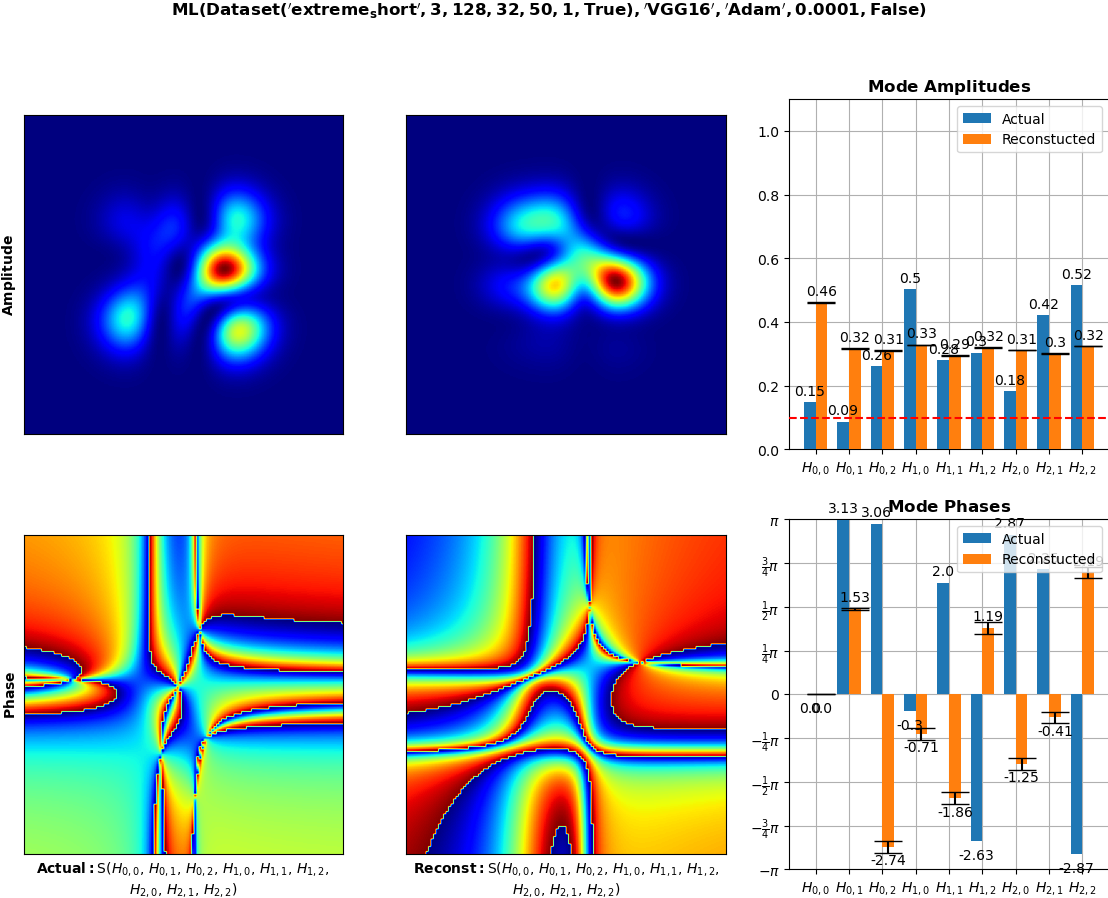 ML(Dataset('extreme_short', 3, 128, 32, 50, 1, True), 'VGG16', 'Adam', 0.0001, False)
Amplitude
Mode Amplitudes
Actual
Reconstucted
1.0
0.8
0.6
0.4
0.2
0.0
0.15
0.46
0.09
0.32
0.26
0.31
0.5
0.33
0.28
0.29
0.3
0.32
0.18
0.31
0.42
0.3
0.52
0.32
H0,0 H0,1 H0,2 H1,0 H1,1 H1,2 H2,0 H2,1 H2,2
Phase
Mode Phases
Actual
Reconstucted
π
3/4π
1/2π
1/4π
0
−1/4π
−1/2π
−3/4π
−π
0.0
0.0
3.13
1.53
3.06
-2.74
-0.3
-0.71
2.0
-1.86
-2.63
1.19
2.87
-1.25
-0.41
-2.87
H0,0 H0,1 H0,2 H1,0 H1,1 H1,2 H2,0 H2,1 H2,2
Actual: S(H0,0, H0,1, H0,2, H1,0, H1,1, H1,2,
H2,0, H2,1, H2,2)
Reconst: S(H0,0, H0,1, H0,2, H1,0, H1,1, H1,2,
H2,0, H2,1, H2,2)